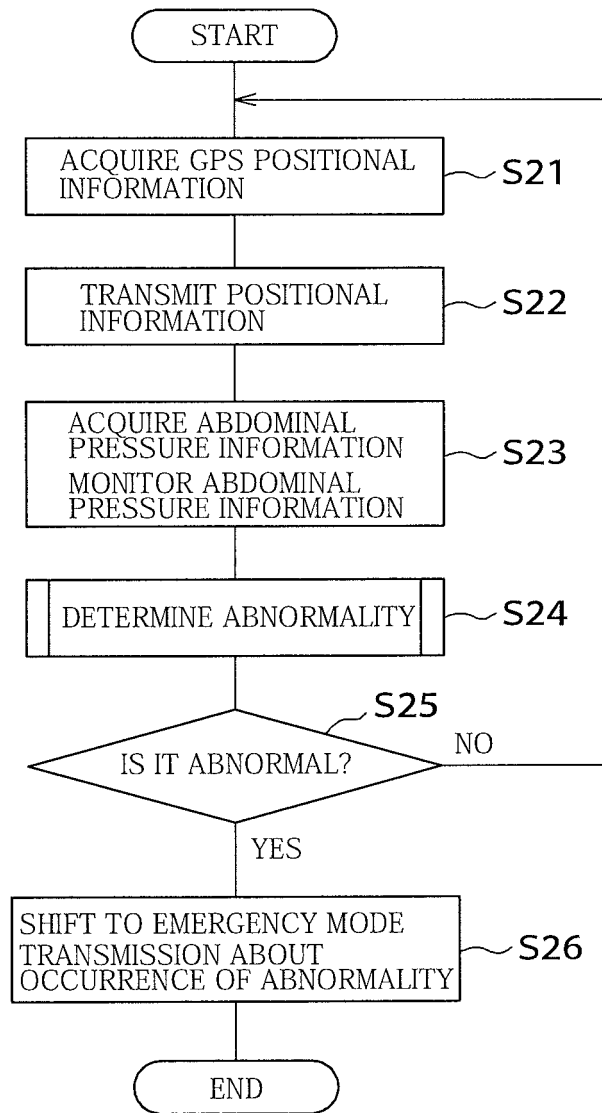 START
ACQUIRE GPS POSITIONAL
INFORMATION
S21
TRANSMIT POSITIONAL
INFORMATION
S22
ACQUIRE ABDOMINAL
PRESSURE INFORMATION
MONITOR ABDOMINAL
PRESSURE INFORMATION
S23
DETERMINE ABNORMALITY
S24
S25
IS IT ABNORMAL?
NO
YES
SHIFT TO EMERGENCY MODE
TRANSMISSION ABOUT
OCCURRENCE OF ABNORMALITY
S26
END